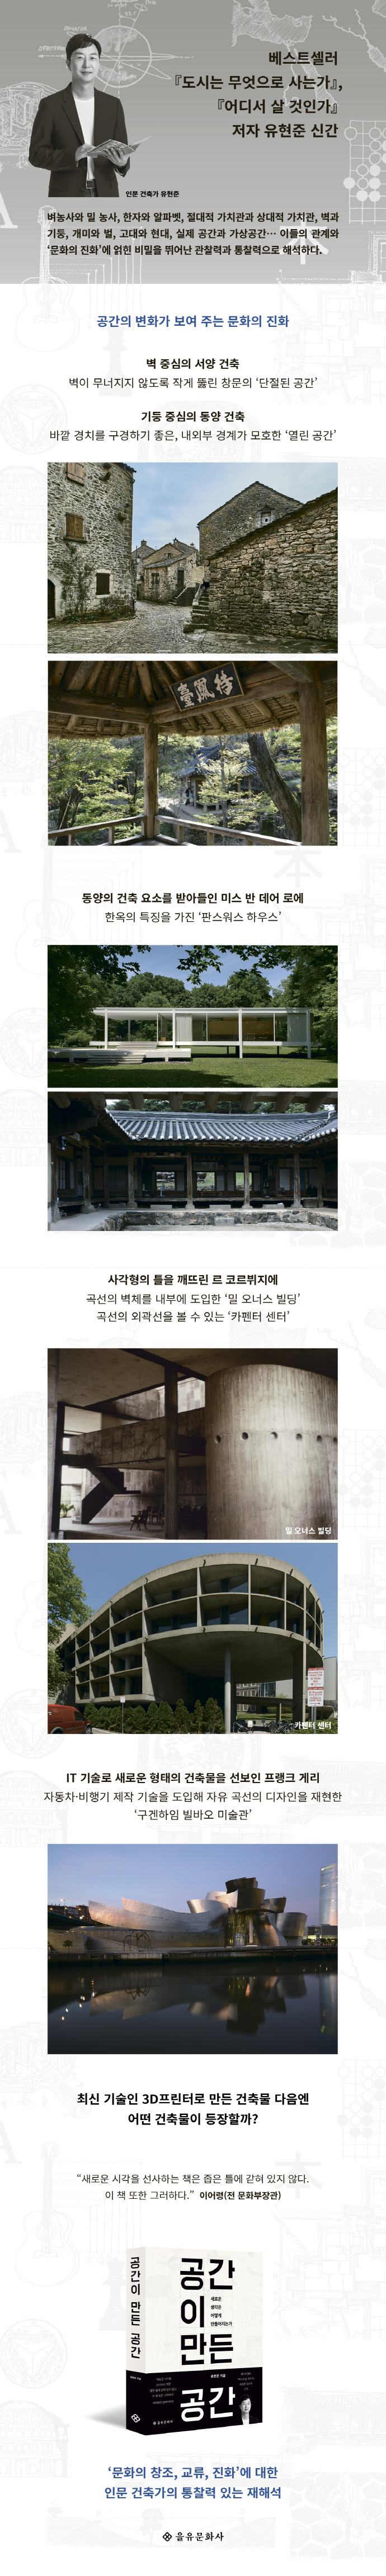 베스트셀러
『도시는 무엇으로 사는가』,
『어디서 살 것인가』
저자 유현준 신간
인문 건축가 유현준
벼농사와 밀 농사, 한자와 알파벳, 절대적 가치관과 상대적 가치관, 벽과
기둥, 개미와 벌, 고대와 현대, 실제 공간과 가상공간… 이들의 관계와
‘문화의 진화’에 얽힌 비밀을 뛰어난 관찰력과 통찰력으로 해석하다.
공간의 변화가 보여 주는 문화의 진화
벽 중심의 서양 건축
벽이 무너지지 않도록 작게 뚫린 창문의 ‘단절된 공간’
기둥 중심의 동양 건축
바깥 경치를 구경하기 좋은, 내외부 경계가 모호한 ‘열린 공간’
臺鳳待
동양의 건축 요소를 받아들인 미스 반 데어 로에
한옥의 특징을 가진 ‘판스워스 하우스’
사각형의 틀을 깨뜨린 르 코르뷔지에
곡선의 벽체를 내부에 도입한 ‘밀 오너스 빌딩’
곡선의 외곽선을 볼 수 있는 ‘카펜터 센터’
밀 오너스 빌딩
카펜터 센터
IT 기술로 새로운 형태의 건축물을 선보인 프랭크 게리
자동차·비행기 제작 기술을 도입해 자유 곡선의 디자인을 재현한
‘구겐하임 빌바오 미술관’
최신 기술인 3D프린터로 만든 건축물 다음엔
어떤 건축물이 등장할까?
“새로운 시각을 선사하는 책은 좁은 틀에 갇혀 있지 않다.
이 책 또한 그러하다.” 이어령(전 문화부장관)
공간이 만든 공간
공간
이
새로운
생각은
어떻게
만들어지는가
만든
유현준 지음
공간
을유문화사
‘문화의 창조, 교류, 진화’에 대한
인문 건축가의 통찰력 있는 재해석
을유문화사